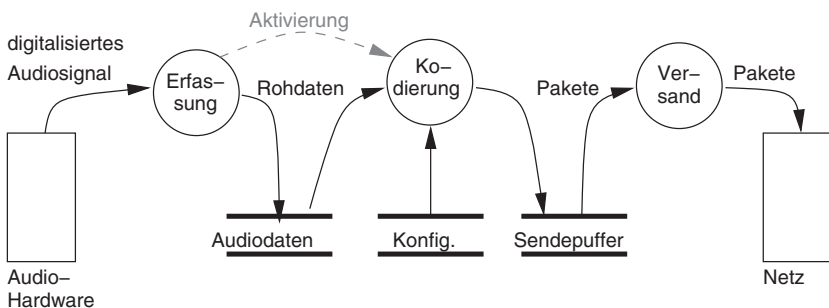 Aktivierung
digitalisiertes
Audiosignal
Erfas–
sung
Rohdaten
Ko–
dierung
Pakete
Ver–
sand
Pakete
Audiodaten
Konfig.
Sendepuffer
Audio–
Hardware
Netz